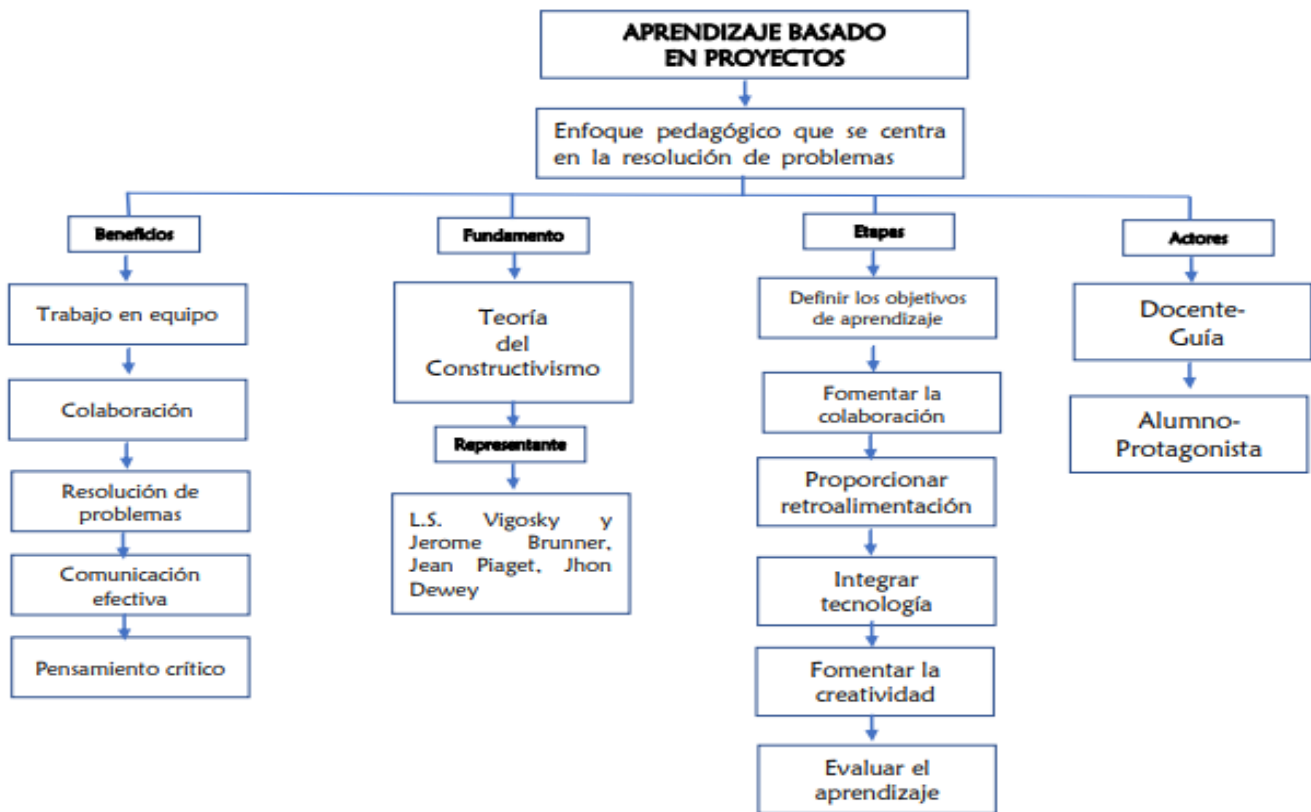 APRENDIZAJE BASADO
EN PROYECTOS
Enfoque pedagógico que se centra
en la resolución de problemas
Beneficios
Trabajo en equipo
Colaboración
Resolución de
problemas
Comunicación
efectiva
Pensamiento crítico
Fundamento
Teoría
del
Constructivismo
Representante
L.S. Vigosky y
Jerome Brunner,
Jean Piaget, Jhon
Dewey
Etapas
Definir los objetivos
de aprendizaje
Fomentar la
colaboración
Proporcionar
retroalimentación
Integrar
tecnología
Fomentar la
creatividad
Evaluar el
aprendizaje
Actores
Docente-
Guía
Alumno-
Protagonista